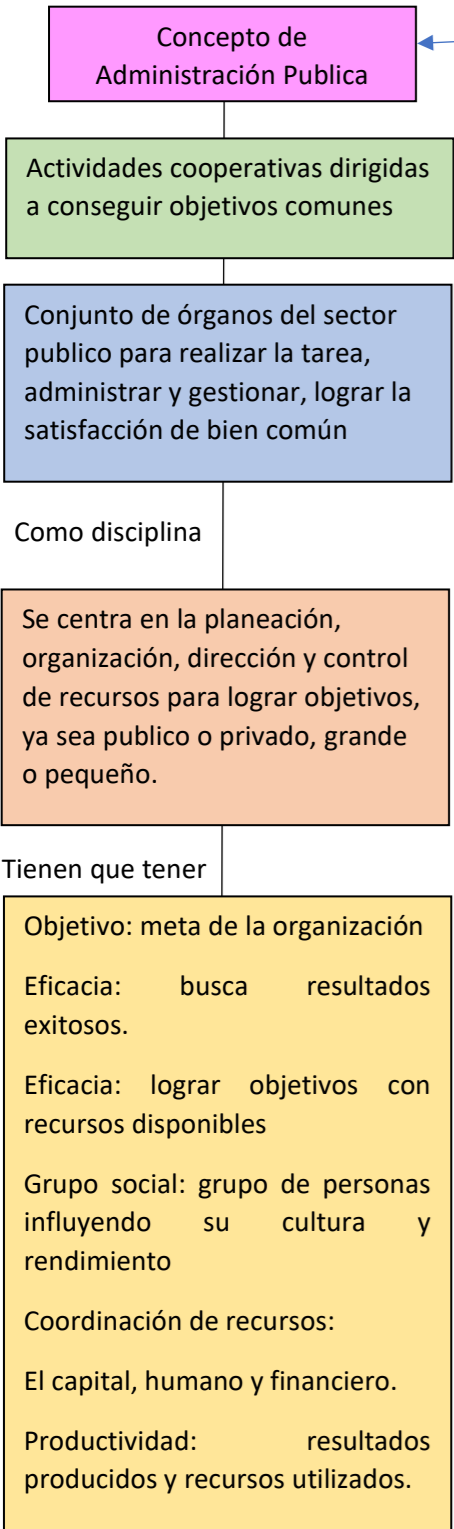 Concepto de
Administración Publica
Actividades cooperativas dirigidas
a conseguir objetivos comunes
Conjunto de órganos del sector
publico para realizar la tarea,
administrar y gestionar, lograr la
satisfacción de bien común
Como disciplina
Se centra en la planeación,
organización, dirección y control
de recursos para lograr objetivos,
ya sea publico o privado, grande
o pequeño.
Tienen que tener
Objetivo: meta de la organización
Eficacia: busca resultados
exitosos.
Eficacia: lograr objetivos con
recursos disponibles
Grupo social: grupo de personas
influyendo su cultura y
rendimiento
Coordinación de recursos:
El capital, humano y financiero.
Productividad: resultados
producidos y recursos utilizados.